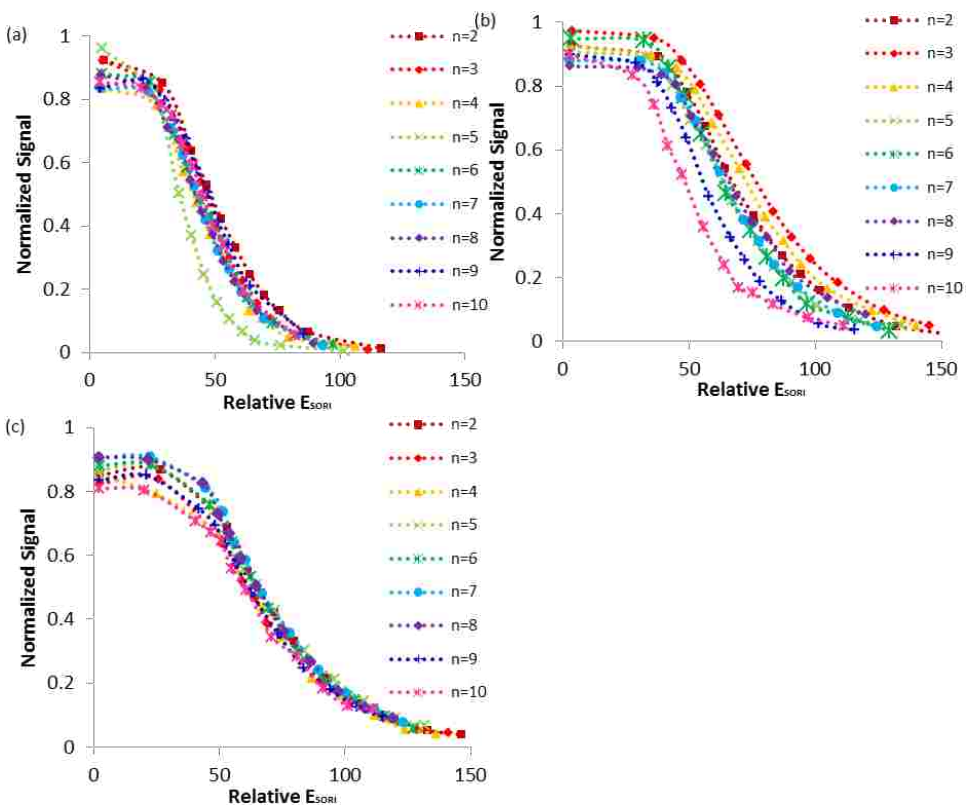 (a)
1
0.8
0.6
0.4
0.2
0
0 50 100 150
Normalized Signal
Relative ESORI
n=2
n=3
n=4
n=5
n=6
n=7
n=8
n=9
n=10
(b)
1
0.8
0.6
0.4
0.2
0
0 50 100 150
Normalized Signal
Relative ESORI
n=2
n=3
n=4
n=5
n=6
n=7
n=8
n=9
n=10
(c)
1
0.8
0.6
0.4
0.2
0
0 50 100 150
Normalized Signal
Relative ESORI
n=2
n=3
n=4
n=5
n=6
n=7
n=8
n=9
n=10